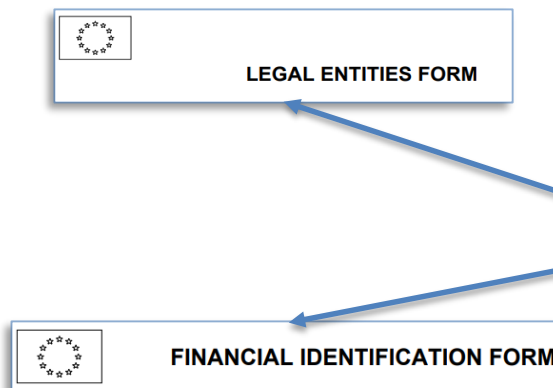 LEGAL ENTITIES FORM
FINANCIAL IDENTIFICATION FORM